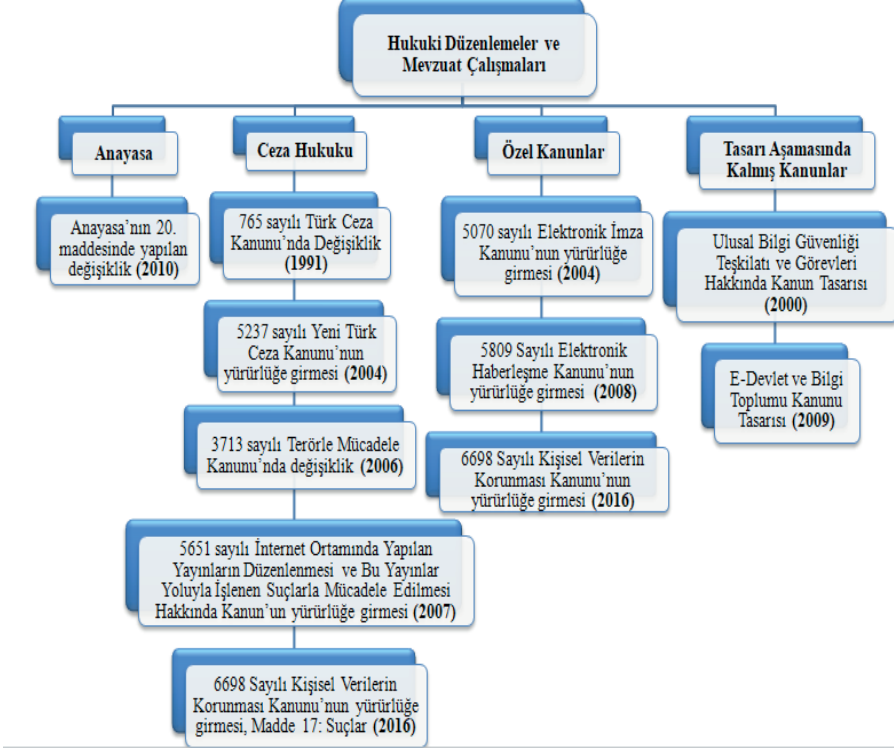 Hukuki Düzenlemeler ve
Mevzuat Çalışmaları
Anayasa
Anayasa’nın 20.
maddesinde yapılan
değişiklik (2010)
Ceza Hukuku
765 sayılı Türk Ceza
Kanunu’nda Değişiklik
(1991)
5237 sayılı Yeni Türk
Ceza Kanunu’nun
yürürlüğe girmesi (2004)
3713 sayılı Terörle Mücadele
Kanunu’nda değişiklik (2006)
5651 sayılı İnternet Ortamında Yapılan
Yayınların Düzenlenmesi ve Bu Yayınlar
Yoluyla İşlenen Suçlarla Mücadele Edilmesi
Hakkında Kanun’un yürürlüğe girmesi (2007)
6698 Sayılı Kişisel Verilerin
Korunması Kanunu’nun yürürlüğe
girmesi, Madde 17: Suçlar (2016)
Özel Kanunlar
5070 sayılı Elektronik İmza
Kanunu’nun yürürlüğe
girmesi (2004)
5809 Sayılı Elektronik
Haberleşme Kanunu’nun
yürürlüğe girmesi (2008)
6698 Sayılı Kişisel Verilerin
Korunması Kanunu’nun
yürürlüğe girmesi (2016)
Tasarı Aşamasında
Kalmış Kanunlar
Ulusal Bilgi Güvenliği
Teşkilatı ve Görevleri
Hakkında Kanun Tasarısı
(2000)
E-Devlet ve Bilgi
Toplumu Kanunu
Tasarısı (2009)